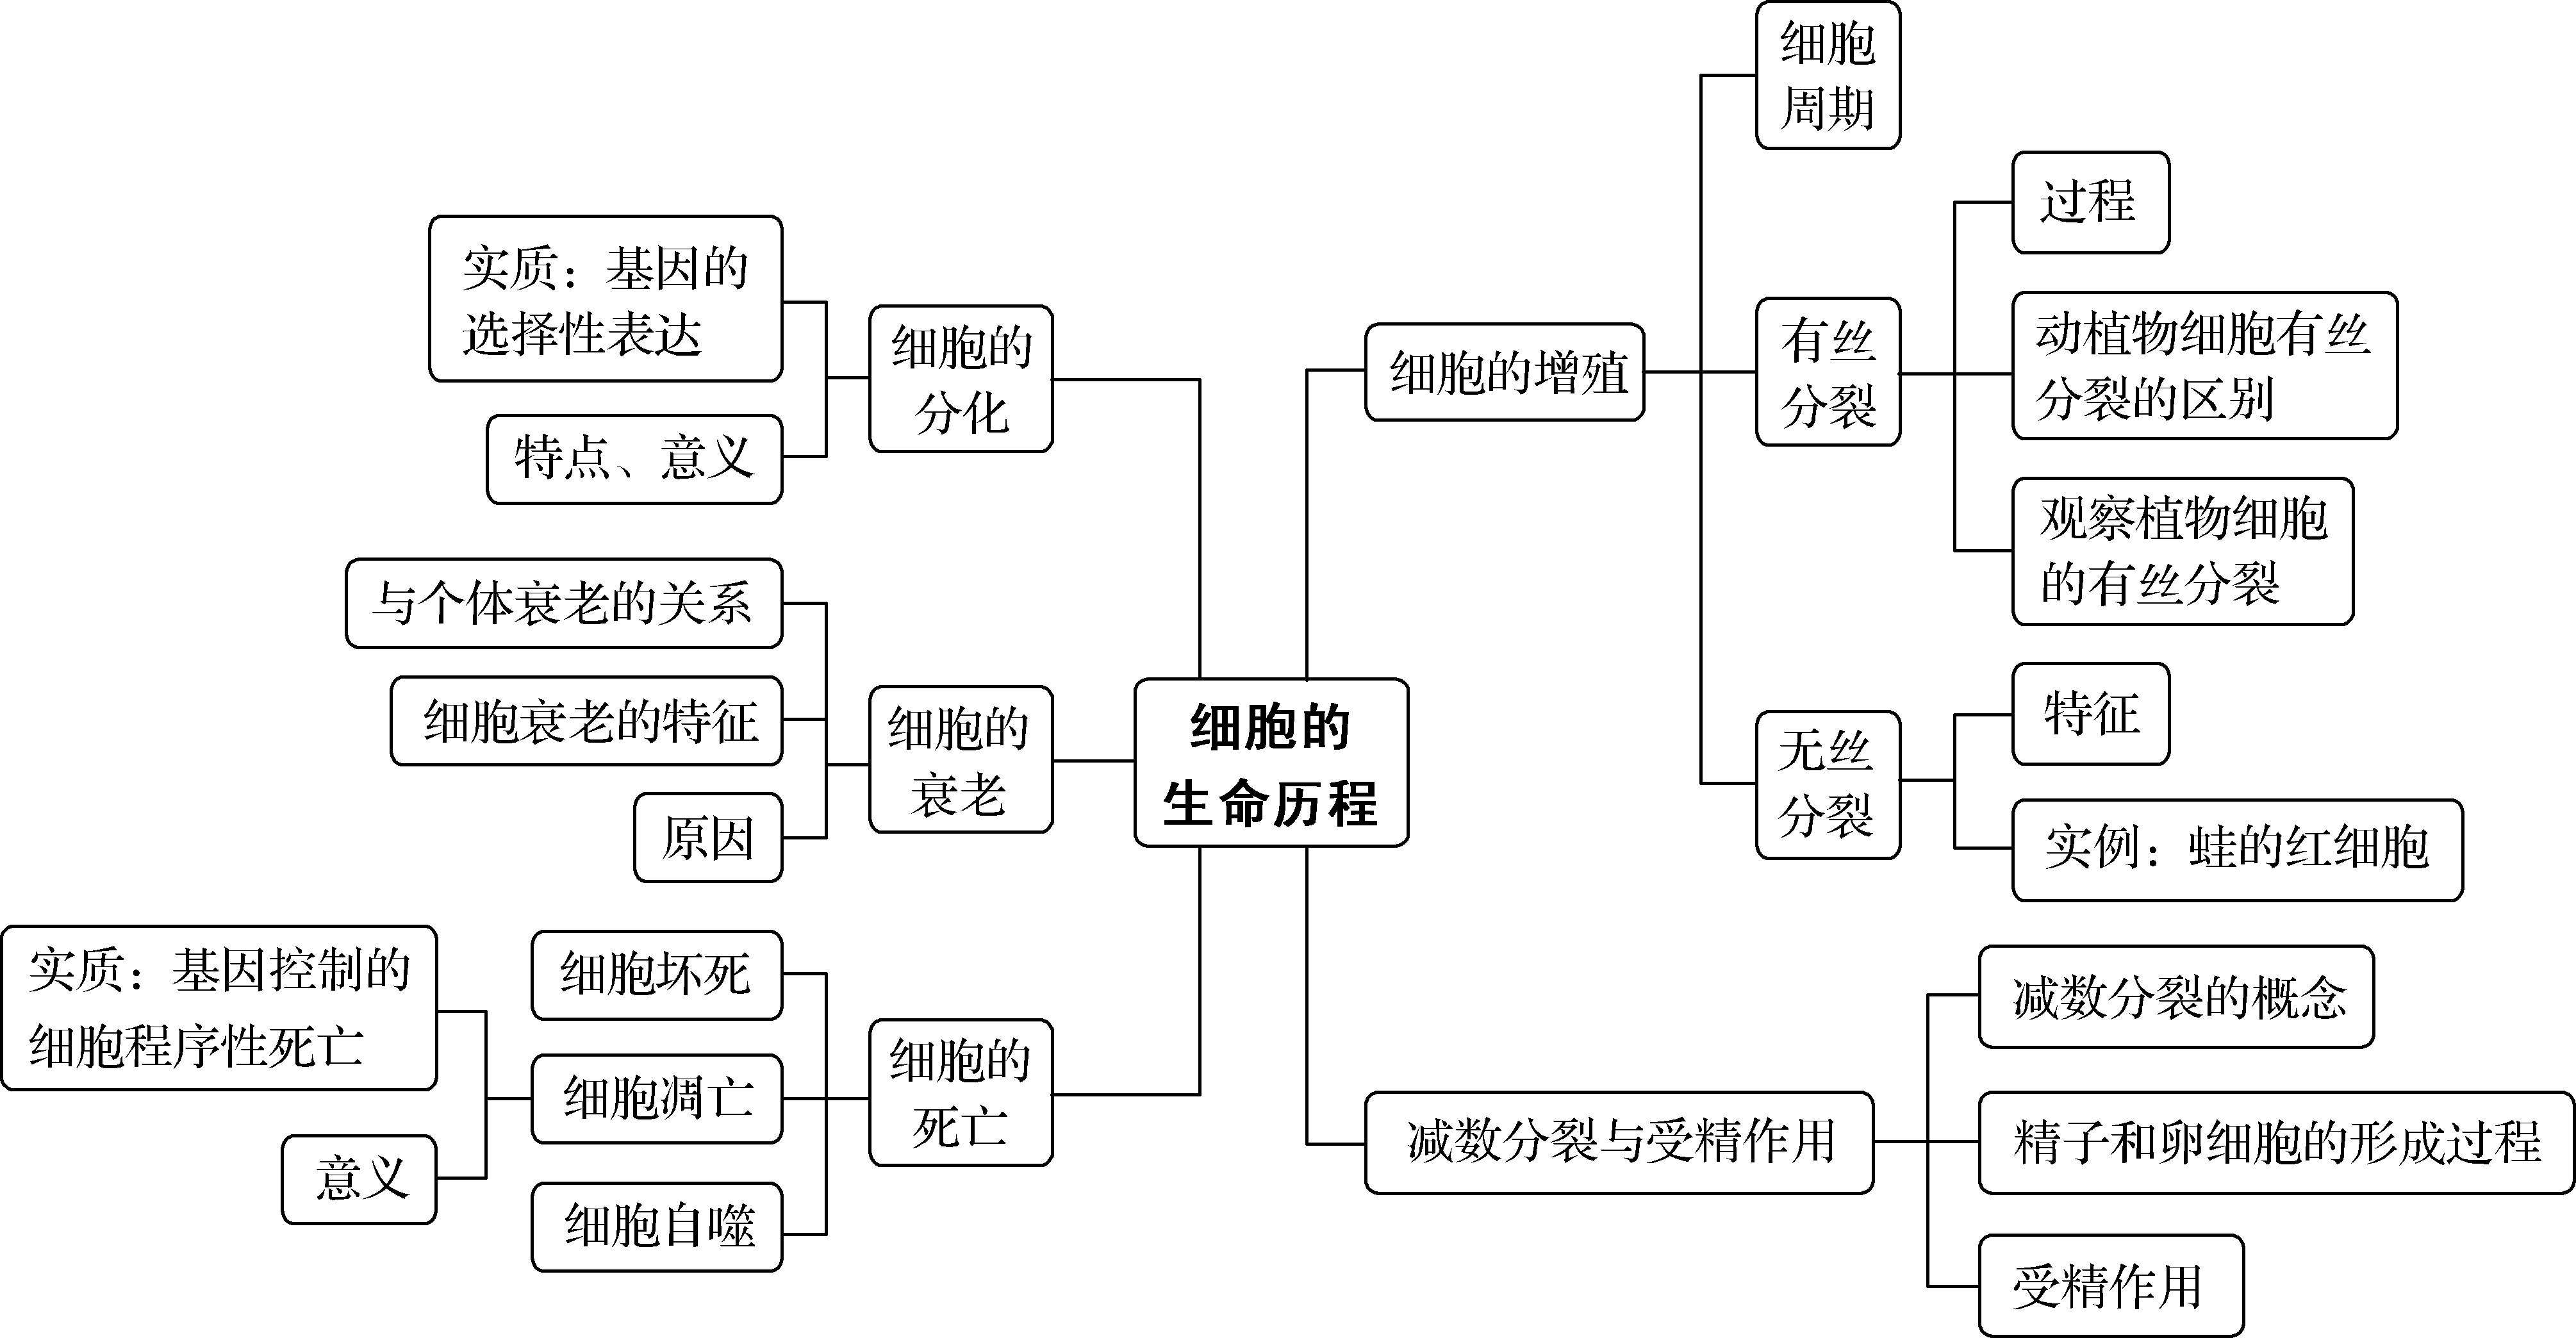 细胞的
生命历程
细胞的增殖
细胞
周期
有丝
分裂
过程
动植物细胞有丝
分裂的区别
观察植物细胞
的有丝分裂
无丝
分裂
特征
实例：蛙的红细胞
减数分裂与受精作用
减数分裂的概念
精子和卵细胞的形成过程
受精作用
细胞的
分化
实质：基因的
选择性表达
特点、意义
细胞的
衰老
与个体衰老的关系
细胞衰老的特征
原因
细胞的
死亡
细胞坏死
细胞凋亡
实质：基因控制的
细胞程序性死亡
意义
细胞自噬